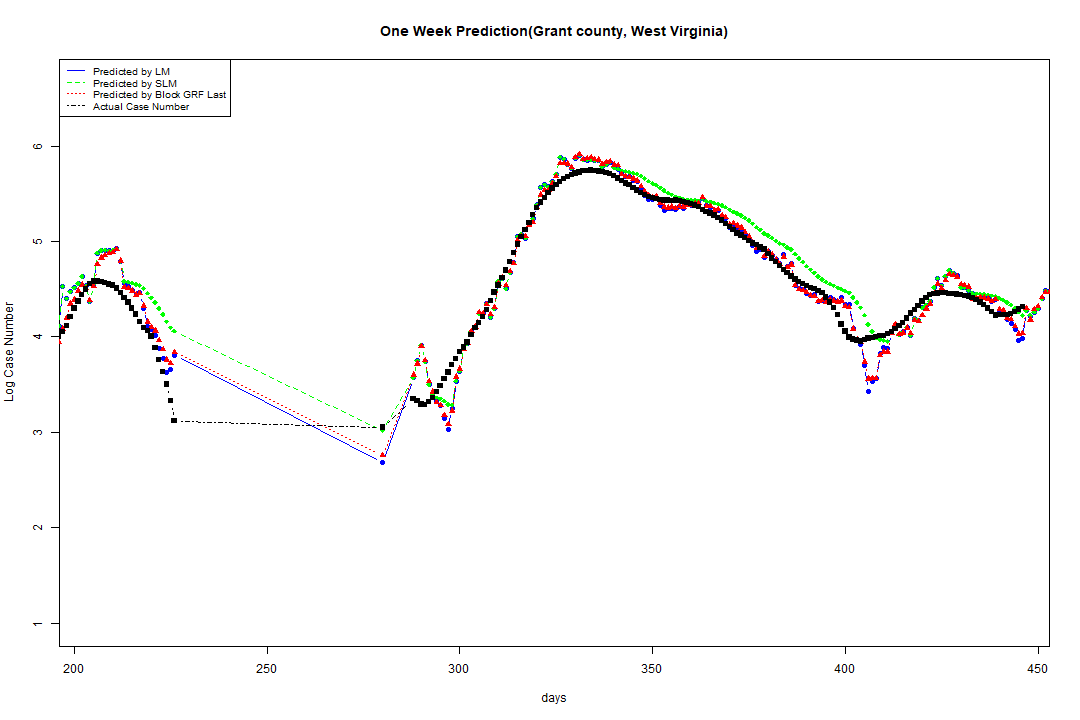 One Week Prediction(Grant county, West Virginia)
Predicted by LM
Predicted by SLM
Predicted by Block GRF Last
Actual Case Number
Log Case Number
6
5
4
3
2
1
200 250 300 350 400 450
days